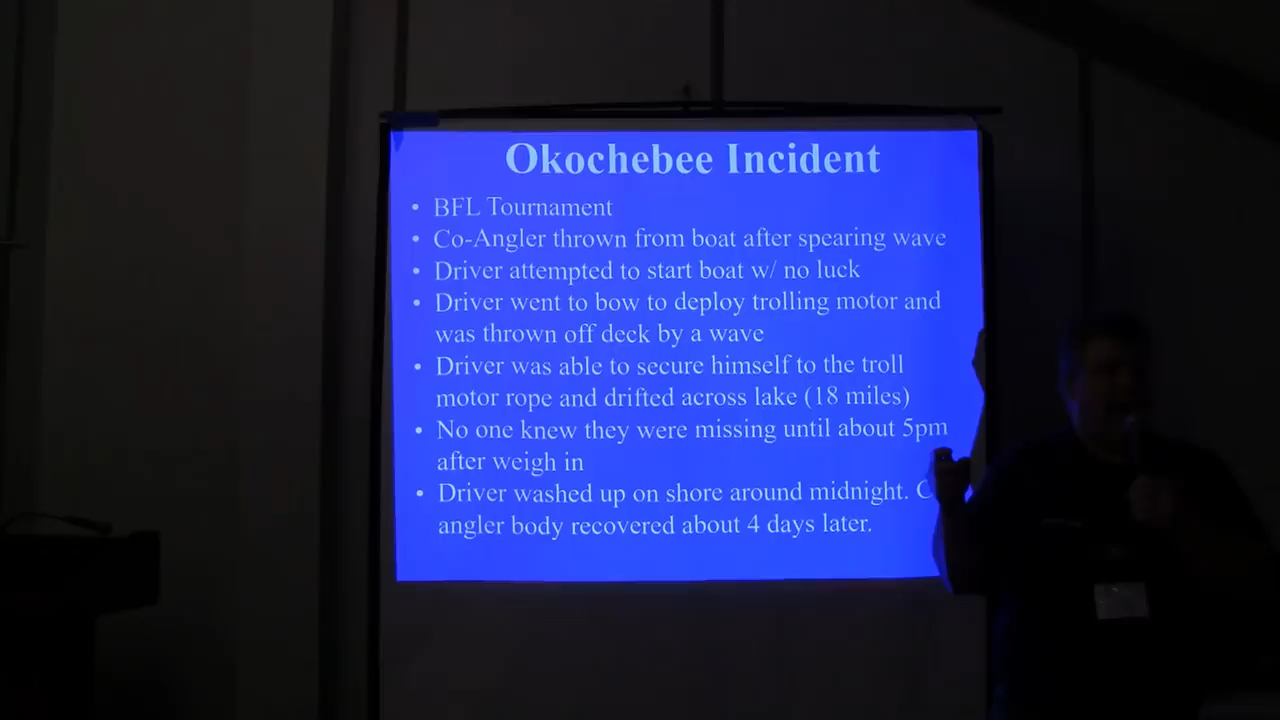 Okochebee Incident
• BFL Tournament
• Co-Angler thrown from boat after spearing wave
• Driver attempted to start boat w/ no luck
• Driver went to bow to deploy trolling motor and
was thrown off deck by a wave
• Driver was able to secure himself to the troll
motor rope and drifted across lake (18 miles)
• No one knew they were missing until about 5pm
after weigh in
• Driver washed up on shore around midnight. C
angler body recovered about 4 days later.